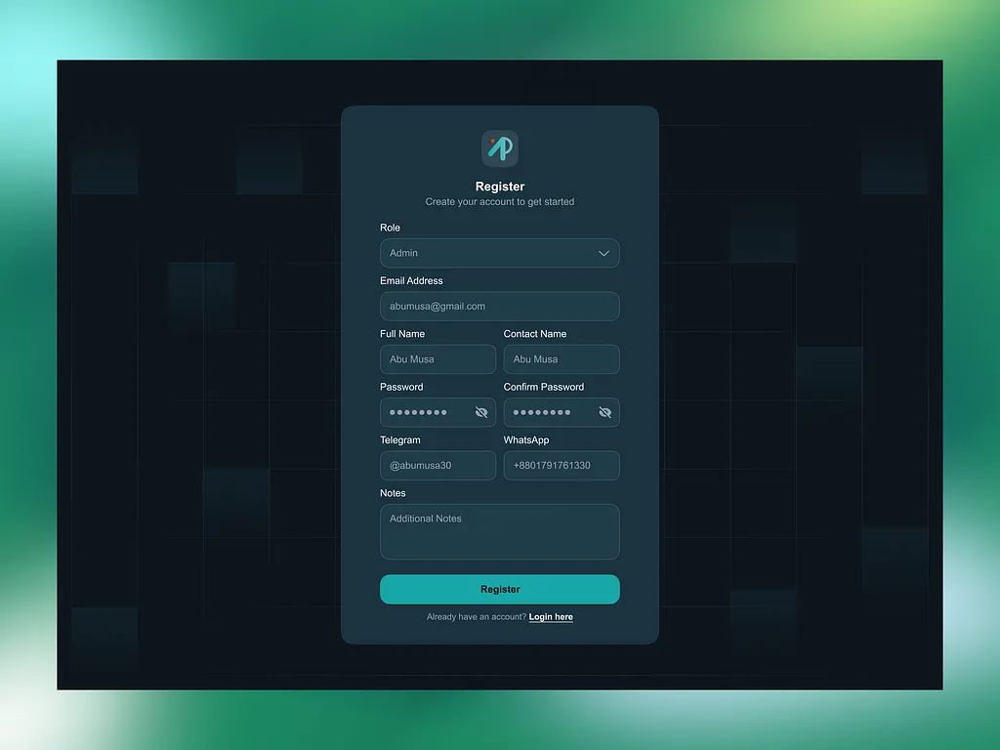 Register
Create your account to get started
Role
Admin
Email Address
abumusa@gmail.com
Full Name
Contact Name
Abu Musa
Abu Musa
Password
Confirm Password
Telegram
WhatsApp
@abumusa30
+8801791761330
Notes
Additional Notes
Register
Already have an account? Login here